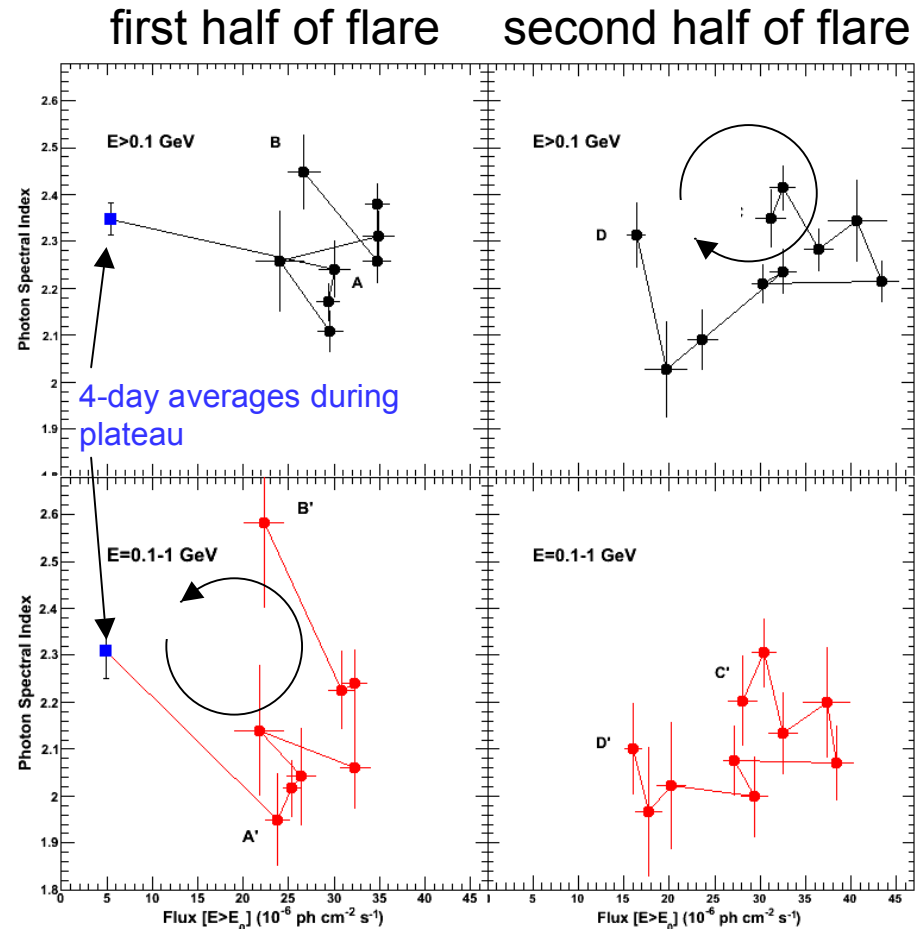 first half of flare
second half of flare
2.6
2.5
2.4
2.3
2.2
2.1
2
1.9
Photon Spectral Index
E>0.1 GeV
B
A
4-day averages during
plateau
E>0.1 GeV
D
2.6
2.5
2.4
2.3
2.2
2.1
2
1.9
1.8
Photon Spectral Index
B'
E=0.1-1 GeV
A'
0 5 10 15 20 25 30 35 40 45
Flux [E>E₀] (10⁻⁶ ph cm⁻² s⁻¹)
E=0.1-1 GeV
C'
D'
0 5 10 15 20 25 30 35 40 45
Flux [E>E₀] (10⁻⁶ ph cm⁻² s⁻¹)